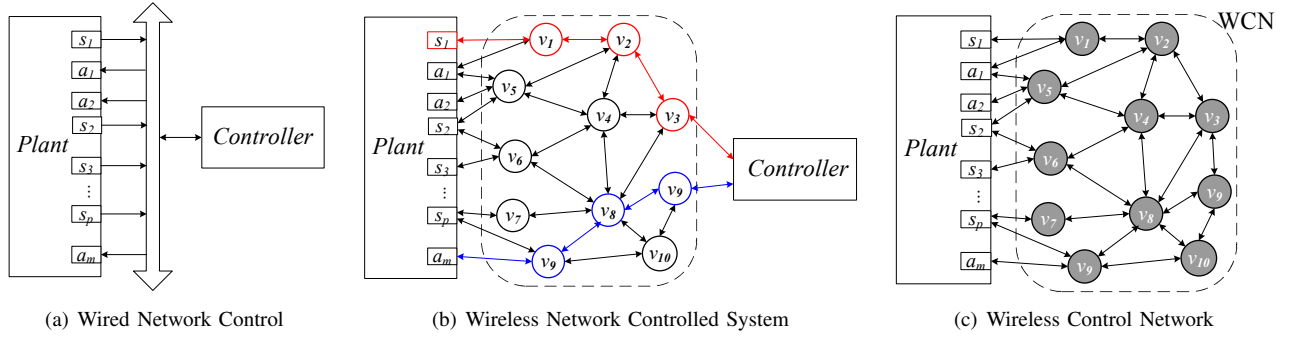 Plant
s1
a1
a2
s2
s3
⋮
sp
am
Controller
(a) Wired Network Control
Plant
s1
a1
a2
s2
s3
⋮
sp
am
v1
v2
v5
v4
v3
v6
v9
v7
v8
v9
v10
Controller
(b) Wireless Network Controlled System
WCN
Plant
s1
a1
a2
s2
s3
⋮
sp
am
v1
v2
v5
v4
v3
v6
v9
v7
v8
v9
v10
(c) Wireless Control Network